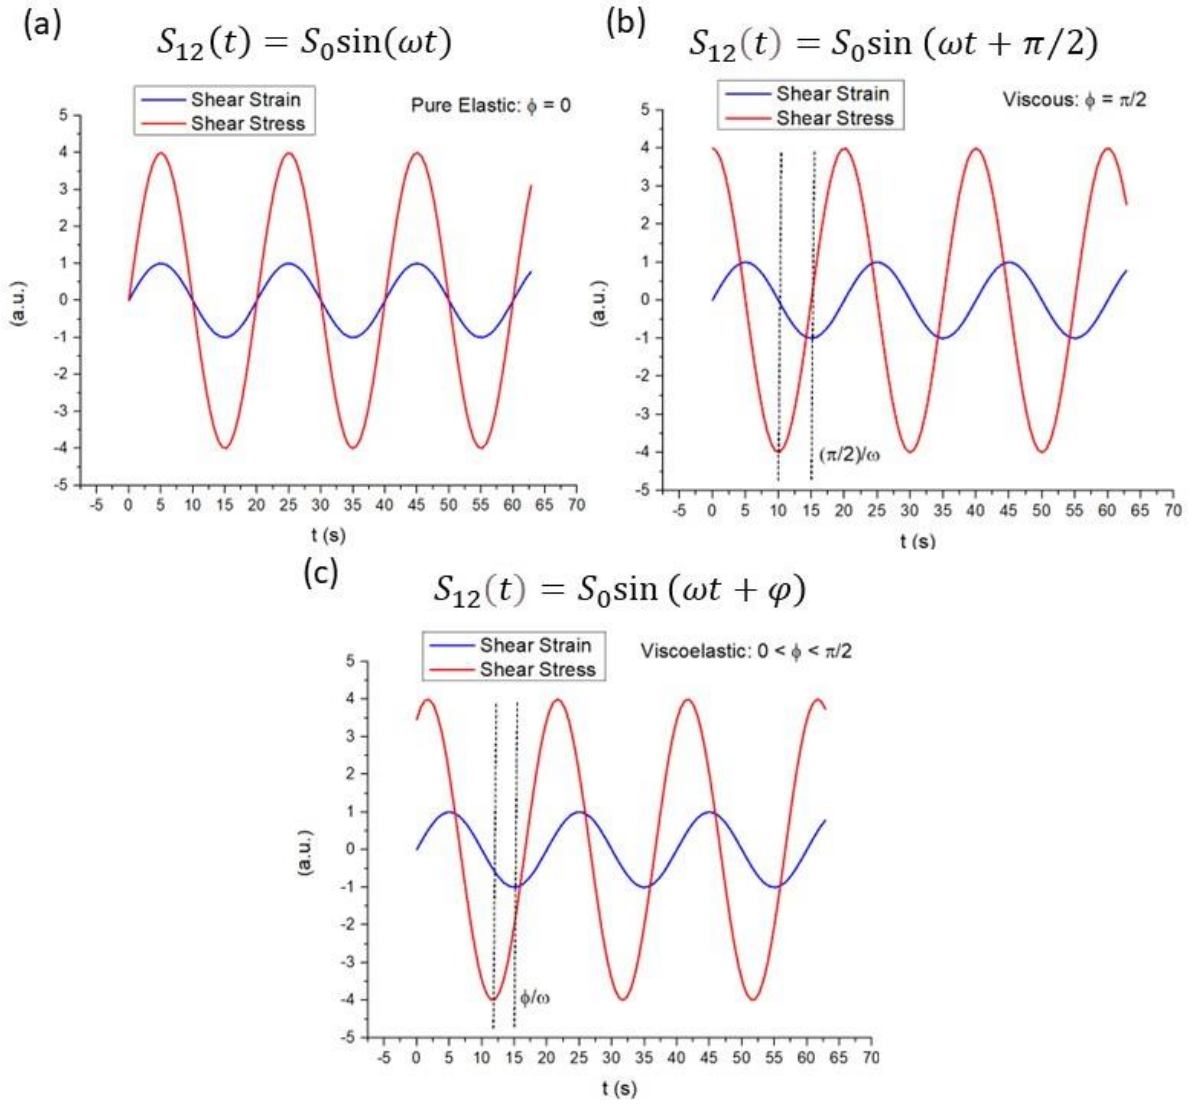 (a)
S₁₂(t) = S₀sin(ωt)
Shear Strain
Shear Stress
Pure Elastic: ϕ = 0
5
4
3
2
1
0
-1
-2
-3
-4
-5
(a.u.)
-5 0 5 10 15 20 25 30 35 40 45 50 55 60 65 70
t (s)
(b)
S₁₂(t) = S₀sin (ωt + π/2)
Shear Strain
Shear Stress
Viscous: ϕ = π/2
5
4
3
2
1
0
-1
-2
-3
-4
-5
(a.u.)
(π/2)/ω
-5 0 5 10 15 20 25 30 35 40 45 50 55 60 65 70
t (s)
(c)
S₁₂(t) = S₀sin (ωt + φ)
Shear Strain
Shear Stress
Viscoelastic: 0 < ϕ < π/2
5
4
3
2
1
0
-1
-2
-3
-4
-5
(a.u.)
ϕ/ω
-5 0 5 10 15 20 25 30 35 40 45 50 55 60 65 70
t (s)